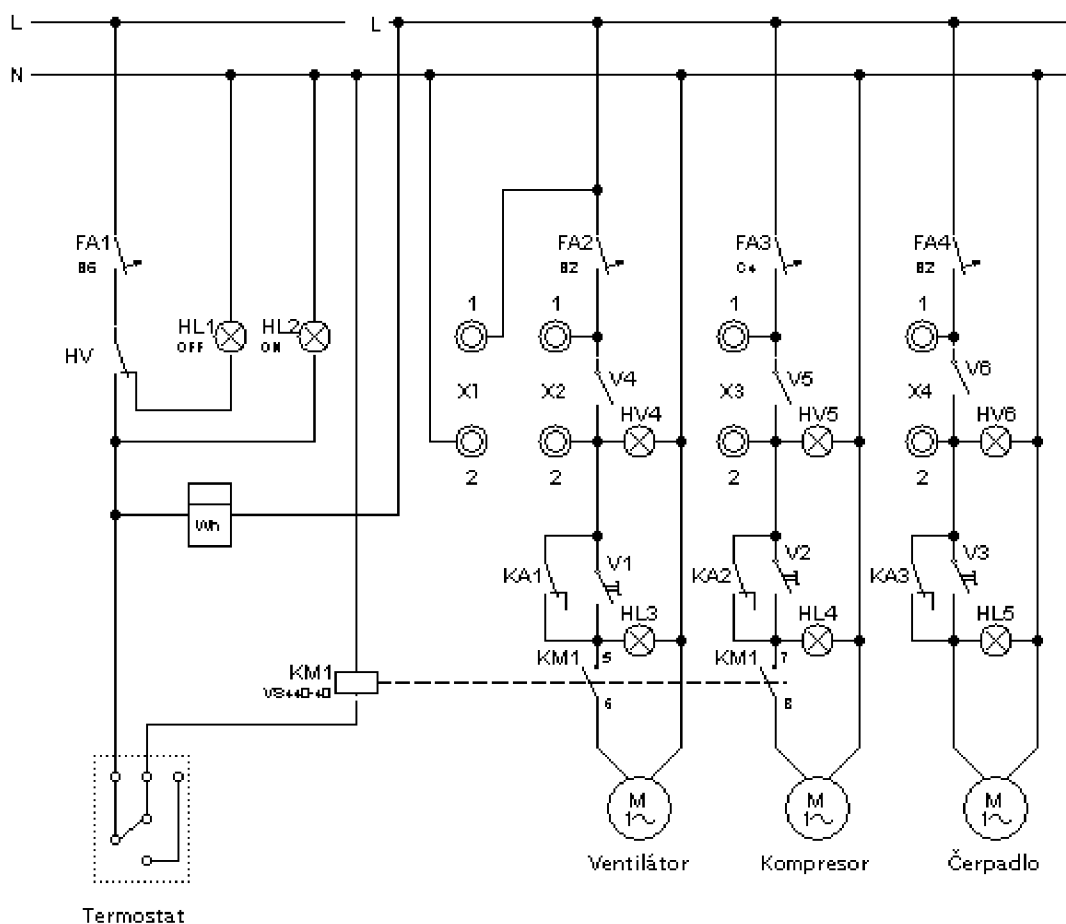 L
L
N
FA1
B6
FA2
B2
FA3
C4
FA4
B2
1
1
1
1
HL1
OFF
HL2
ON
HV
V4
V5
V6
X1
X2
HV4
X3
HV5
X4
HV6
2
2
2
2
Wh
KA1
V1
KA2
V2
KA3
V3
HL3
HL4
HL5
KM1
5
KM1
7
KM1
6
8
M
1~
M
1~
M
1~
Ventilátor
Kompresor
Čerpadlo
Termostat